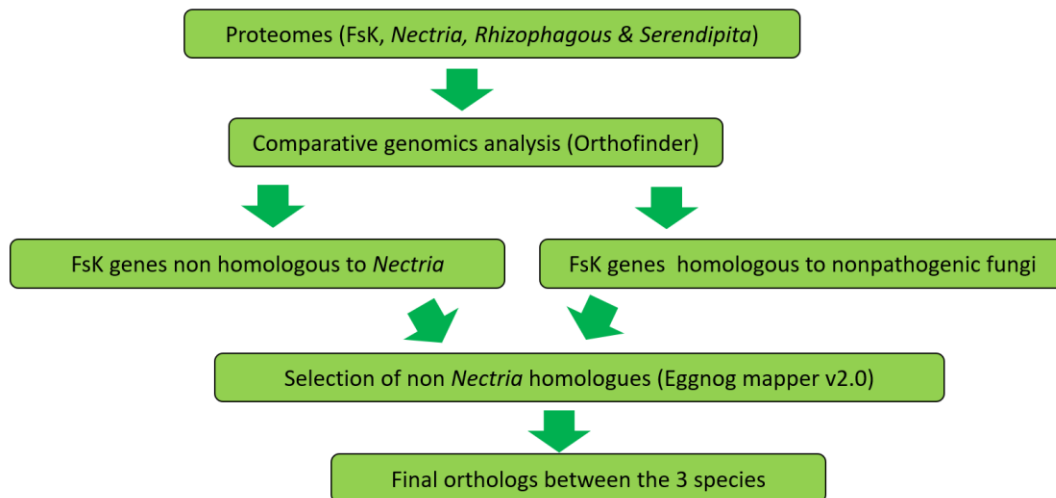 Proteomes (FsK, Nectria, Rhizophagous & Serendipita)
Comparative genomics analysis (Orthofinder)
FsK genes non homologous to Nectria
FsK genes  homologous to nonpathogenic fungi
Selection of non Nectria homologues (Eggnog mapper v2.0)
Final orthologs between the 3 species